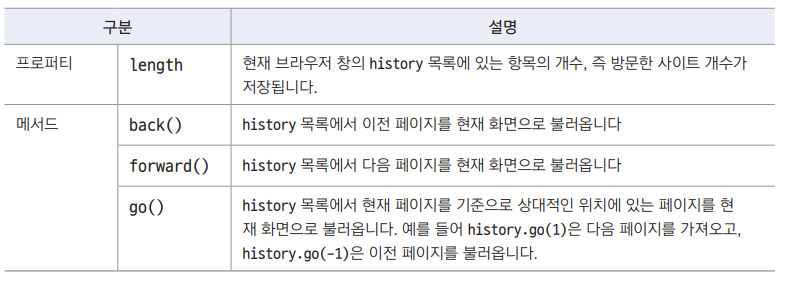 구분 설명
프로퍼티 length 현재 브라우저 창의 history 목록에 있는 항목의 개수, 즉 방문한 사이트 개수가
저장됩니다.
메서드 back() history 목록에서 이전 페이지를 현재 화면으로 불러옵니다
forward() history 목록에서 다음 페이지를 현재 화면으로 불러옵니다
go() history 목록에서 현재 페이지를 기준으로 상대적인 위치에 있는 페이지를 현
재 화면으로 불러옵니다. 예를 들어 history.go(1)은 다음 페이지를 가져오고,
history.go(-1)은 이전 페이지를 불러옵니다.